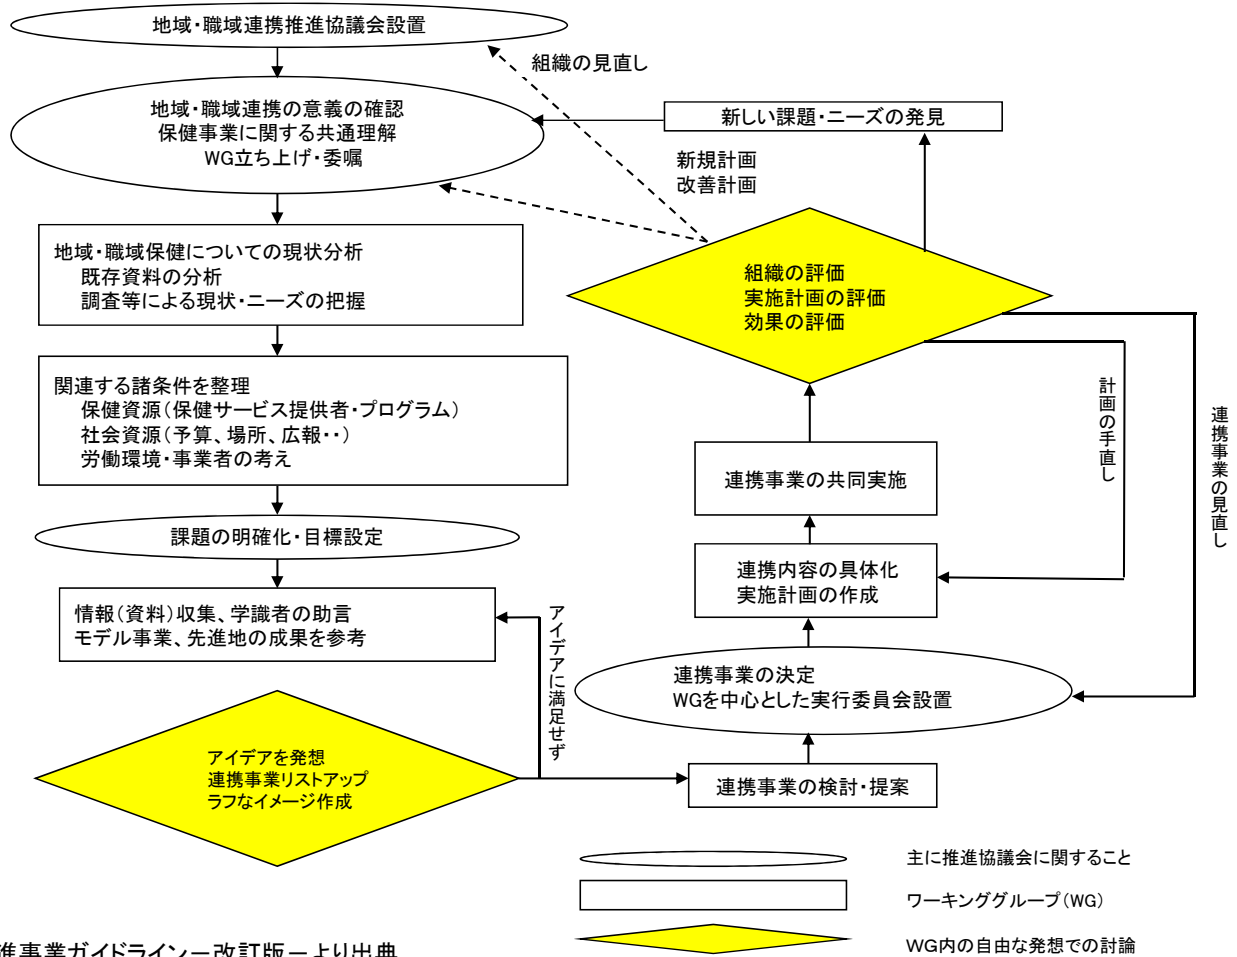 地域・職域連携推進協議会設置
組織の見直し
地域・職域連携の意義の確認
保健事業に関する共通理解
WG立ち上げ・委嘱
新しい課題・ニーズの発見
新規計画
改善計画
地域・職域保健についての現状分析
既存資料の分析
調査等による現状・ニーズの把握
組織の評価
実施計画の評価
効果の評価
関連する諸条件を整理
保健資源（保健サービス提供者・プログラム）
社会資源（予算、場所、広報・・）
労働環境・事業者の考え
計画の手直し
連携事業の見直し
連携事業の共同実施
課題の明確化・目標設定
連携内容の具体化
実施計画の作成
情報（資料）収集、学識者の助言
モデル事業、先進地の成果を参考
アイデアに満足せず
連携事業の決定
WGを中心とした実行委員会設置
アイデアを発想
連携事業リストアップ
ラフなイメージ作成
連携事業の検討・提案
主に推進協議会に関すること
ワーキンググループ（WG）
WG内の自由な発想での討論
進事業ガイドライン－改訂版－より出典